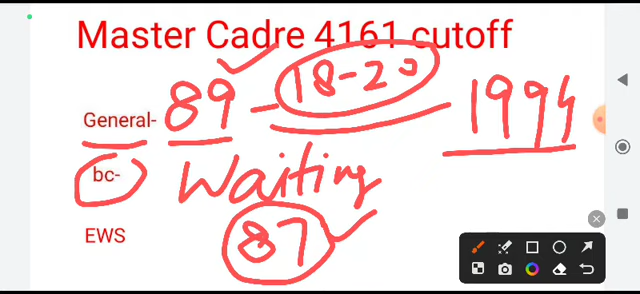 Master Cadre 4161 cutoff
General- 89 - 18-20 1994
bc- Waiting
EWS 87